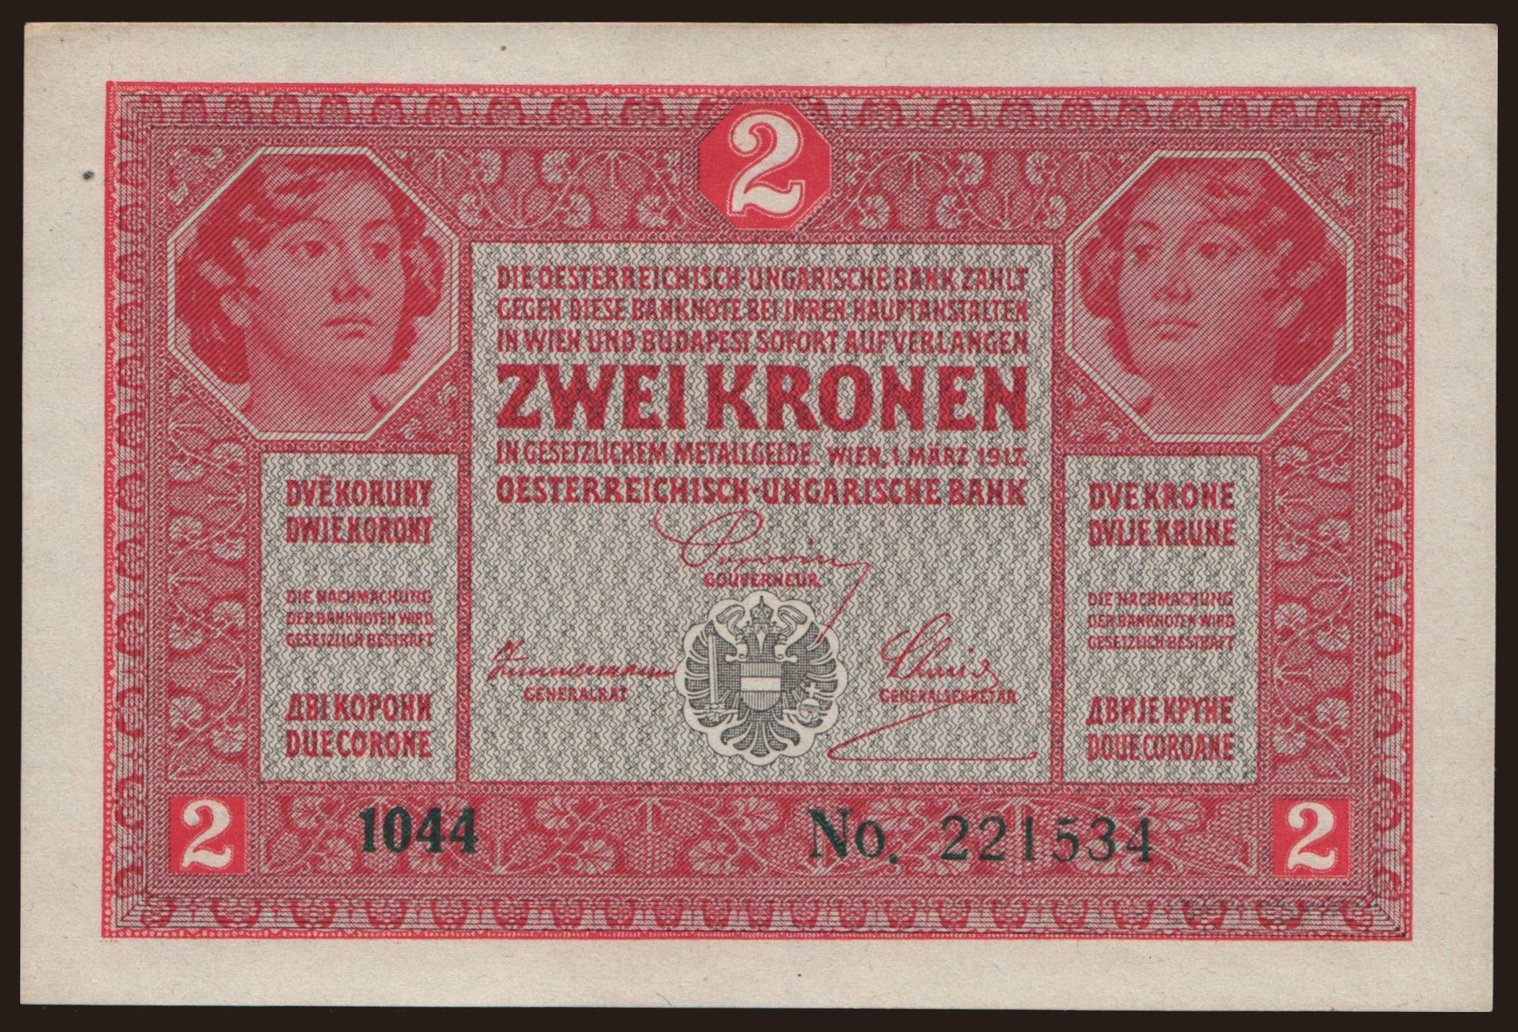 2
DIE OESTERREICHISCH-UNGARISCHE BANK ZAHLT
GEGEN DIESE BANKNOTE BEI IHREN HAUPTANSTALTEN
IN WIEN UND BUDAPEST SOFORT AUF VERLANGEN
ZWEI KRONEN
IN GESETZLICHEM METALLGELDE. WIEN, 1. MÄRZ 1917.
OESTERREICHISCH-UNGARISCHE BANK
GOUVERNEUR
GENERALRAT
GENERALSEKRETÄR
DVĚ KORUNY
DWIE KORONY
DIE NACHMACHUNG
DER BANKNOTEN WIRD
GESETZLICH BESTRAFT
ДВІ КОРОНИ
DUE CORONE
DVE KRONE
DVIJE KRUNE
DIE NACHMACHUNG
DER BANKNOTEN WIRD
GESETZLICH BESTRAFT
ДВИЈЕ КРУНЕ
DOUE COROANE
2
1044
No. 221534
2